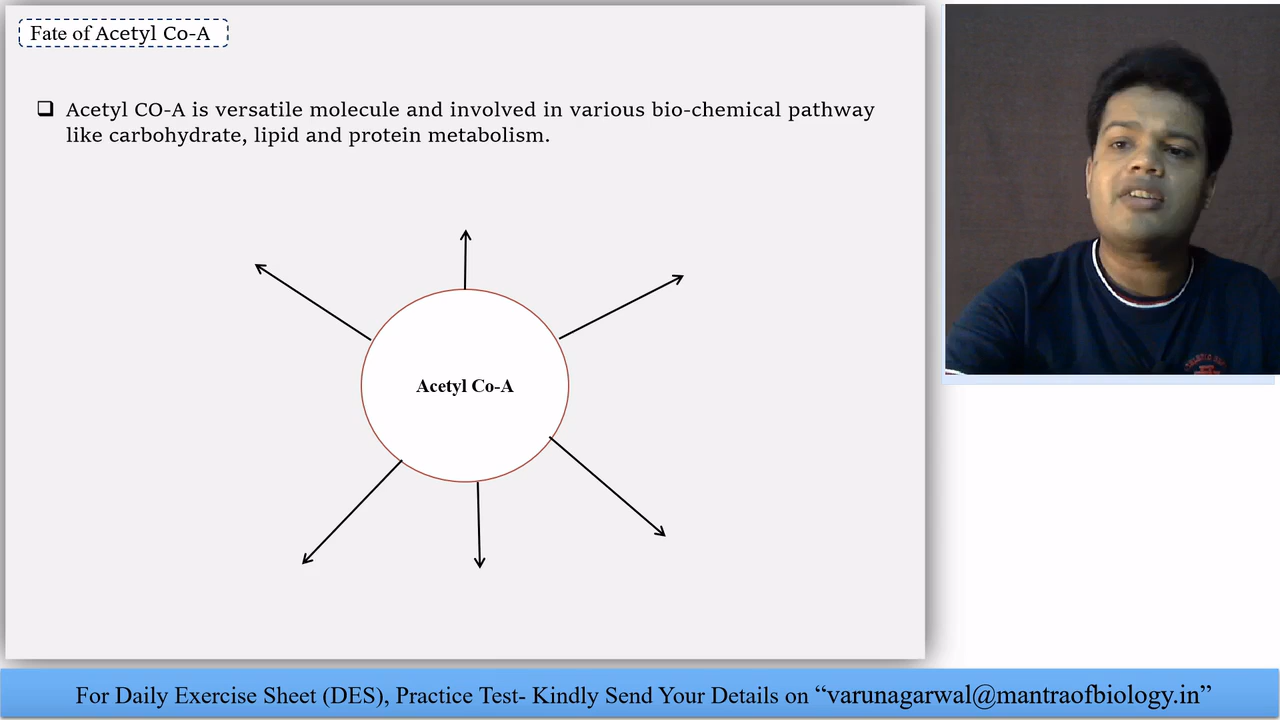 Fate of Acetyl Co-A
❑ Acetyl CO-A is versatile molecule and involved in various bio-chemical pathway
like carbohydrate, lipid and protein metabolism.
Acetyl Co-A
For Daily Exercise Sheet (DES), Practice Test- Kindly Send Your Details on “varunagarwal@mantraofbiology.in”